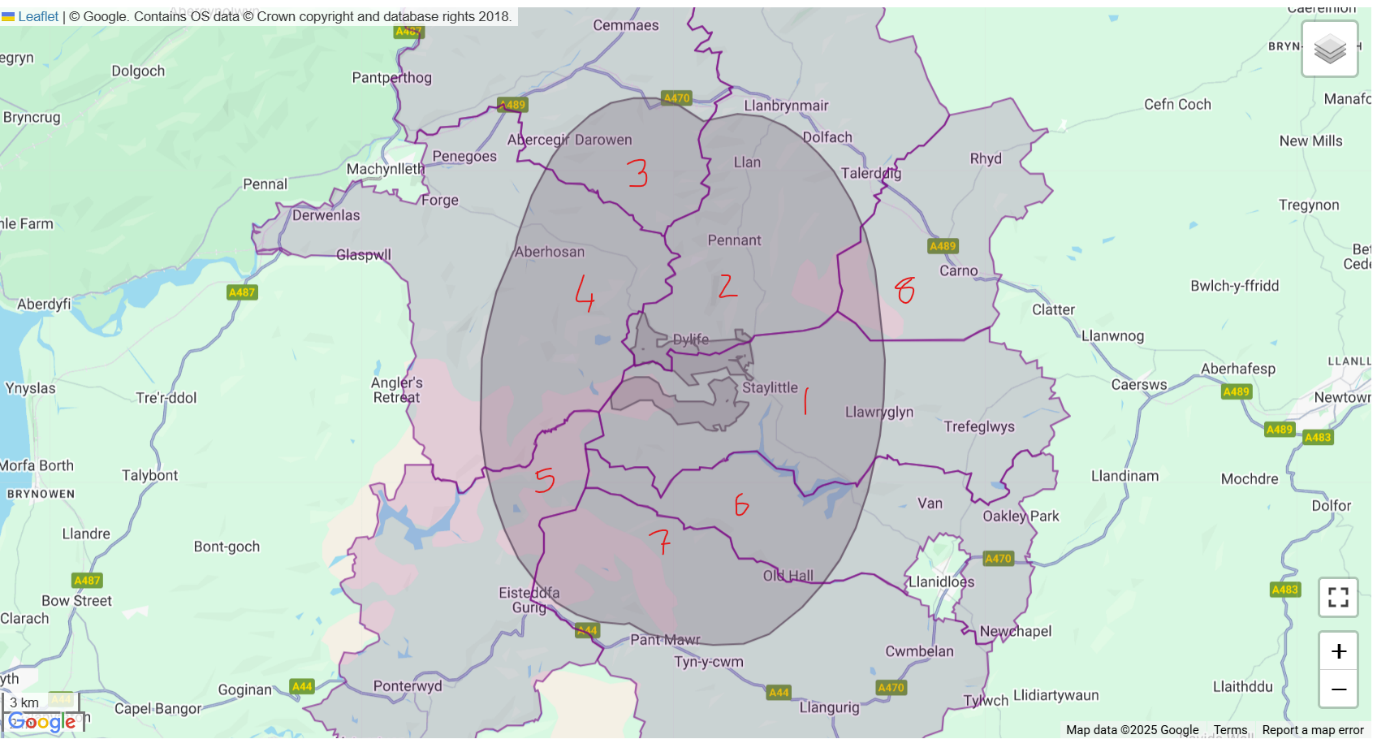 Leaflet | © Google. Contains OS data © Crown copyright and database rights 2018.
Cemmaes
A487
BRYN
egryn
Dolgoch
Pantperthog
A489
A470
Llanbrynmair
Cefn Coch
Manafo
Bryncrug
Abercegir Darowen
Dolfach
New Mills
Penegoes
Llan
Rhyd
Machynlleth
3
Talerddig
Pennal
Forge
Tregynon
Derwenlas
nle Farm
Pennant
A489
Aberhosan
Glaspwll
Carno
A487
4
2
8
Bwlch-y-ffridd
Aberdyfi
Clatter
Dylife
Llanwnog
LLANLL
Aberhafesp
Ynyslas
Angler's
Retreat
Staylittle
Caersws
A489
Tre'r-ddol
1
Newtown
Llawryglyn
Trefeglwys
A489
A483
Morfa Borth
Talybont
5
Llandinam
Mochdre
BRYNOWEN
6
Van
Dolfor
Oakley Park
Llandre
Bont-goch
7
A470
A487
Old Hall
Llanidloes
A483
Bow Street
Eisteddfa
Gurig
Clarach
A44
Pant Mawr
Newchapel
Cwmbelan
+
Tyn-y-cwm
yth
Goginan
A44
Ponterwyd
A44
A470
Llaithddu
−
3 km
Capel Bangor
Llangurig
Tylwch
Llidiartywaun
Google
Map data ©2025 Google
Terms
Report a map error